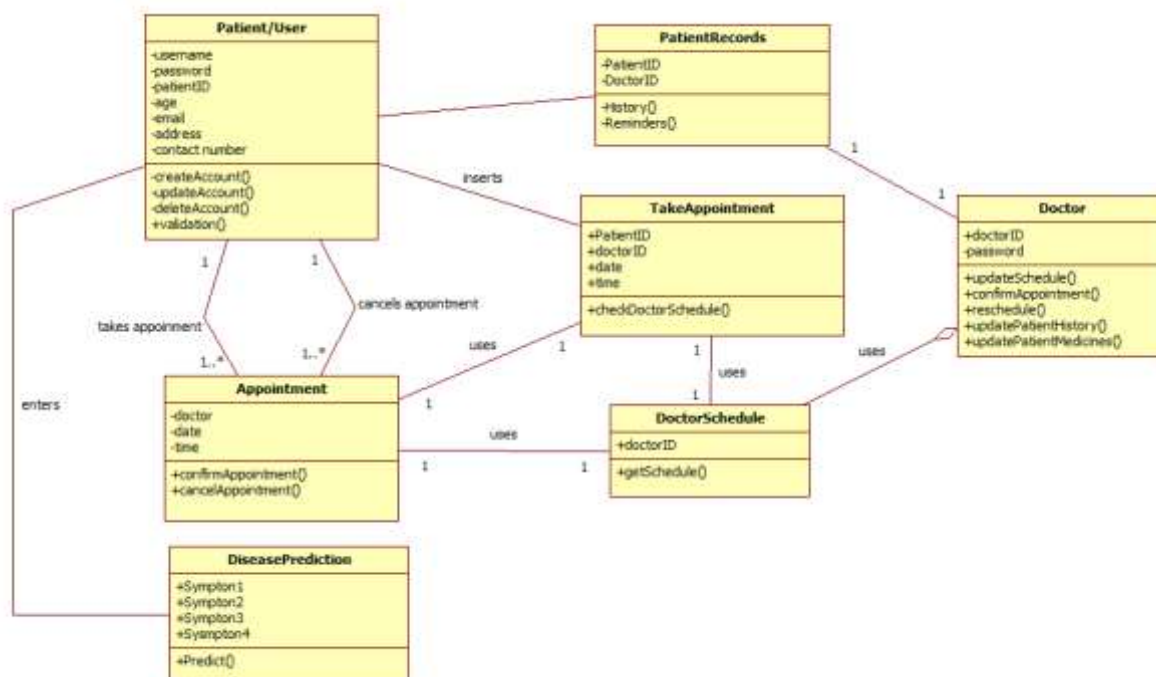 Patient/User
-username
-password
-patientID
-age
-email
-address
-contact number
-createAccount()
-updateAccount()
-deleteAccount()
+validation()
PatientRecords
-PatientID
-DoctorID
-History()
-Reminders()
1
1
inserts
TakeAppointment
+PatientID
+doctorID
+date
+time
+checkDoctorSchedule()
Doctor
+doctorID
-password
+updateSchedule()
+confirmAppointment()
+reschedule()
+updatePatientHistory()
+updatePatientMedicines()
1
1
cancels appointment
takes appoinment
1..*
1..*
uses
1
1
1
uses
1
uses
enters
Appointment
-doctor
-date
-time
+confirmAppointment()
+cancelAppointment()
uses
1
1
DoctorSchedule
+doctorID
+getSchedule()
DiseasePrediction
+Sympton1
+Sympton2
+Sympton3
+Sysmpton4
+Predict()